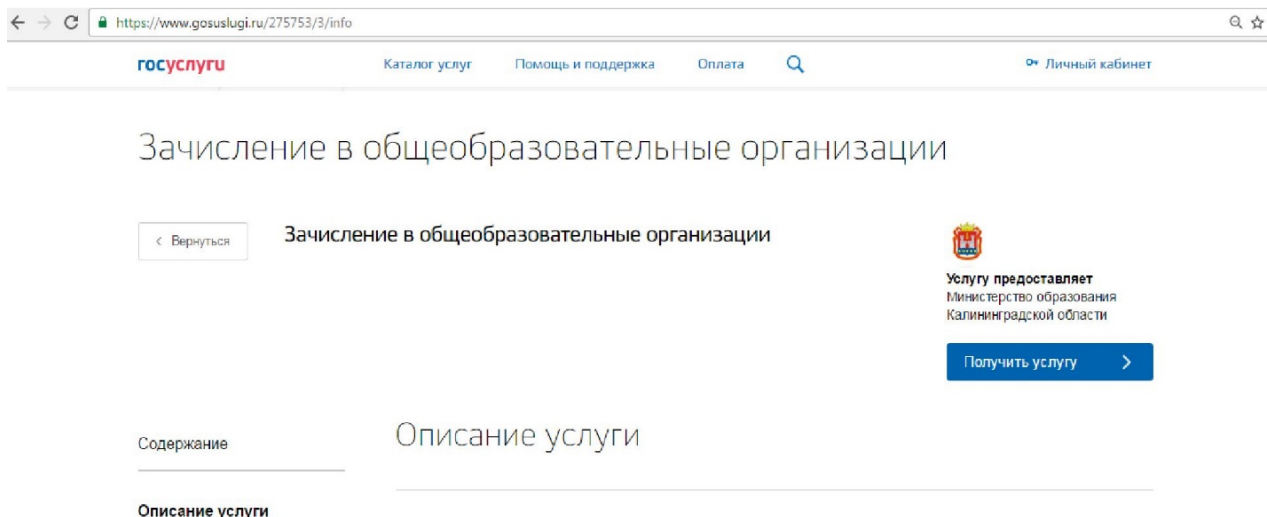 https://www.gosuslugi.ru/275753/3/info
госуслуги Каталог услуг Помощь и поддержка Оплата Личный кабинет
Зачисление в общеобразовательные организации
Вернуться Зачисление в общеобразовательные организации
Услугу предоставляет
Министерство образования
Калининградской области
Получить услугу
Содержание
Описание услуги
Описание услуги